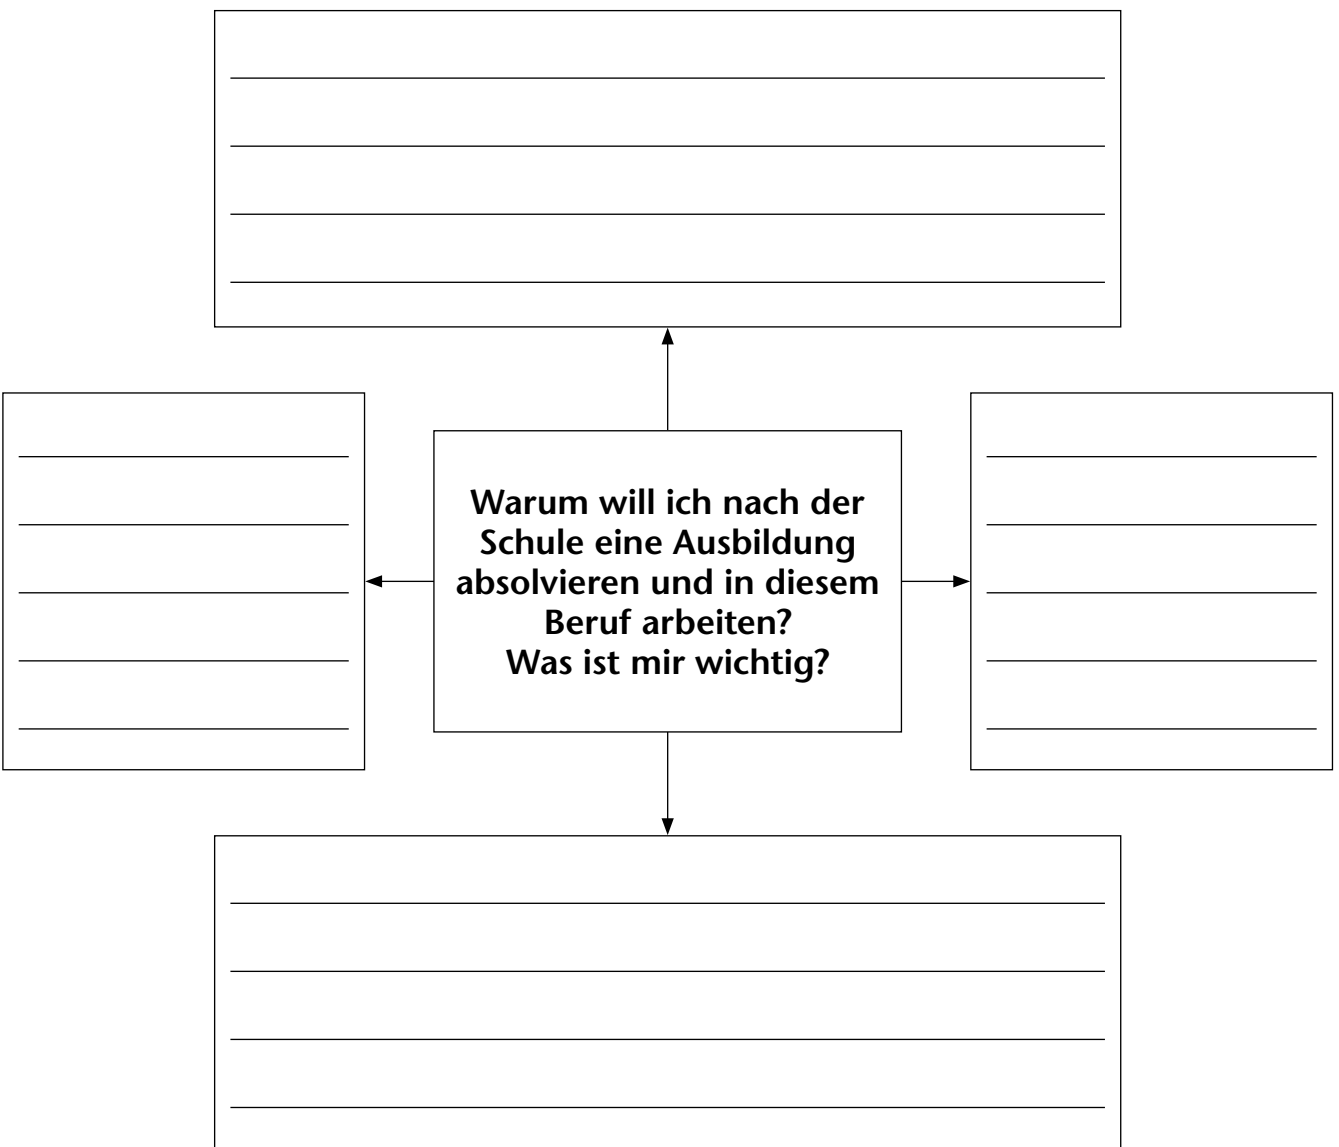 Warum will ich nach der
Schule eine Ausbildung
absolvieren und in diesem
Beruf arbeiten?
Was ist mir wichtig?